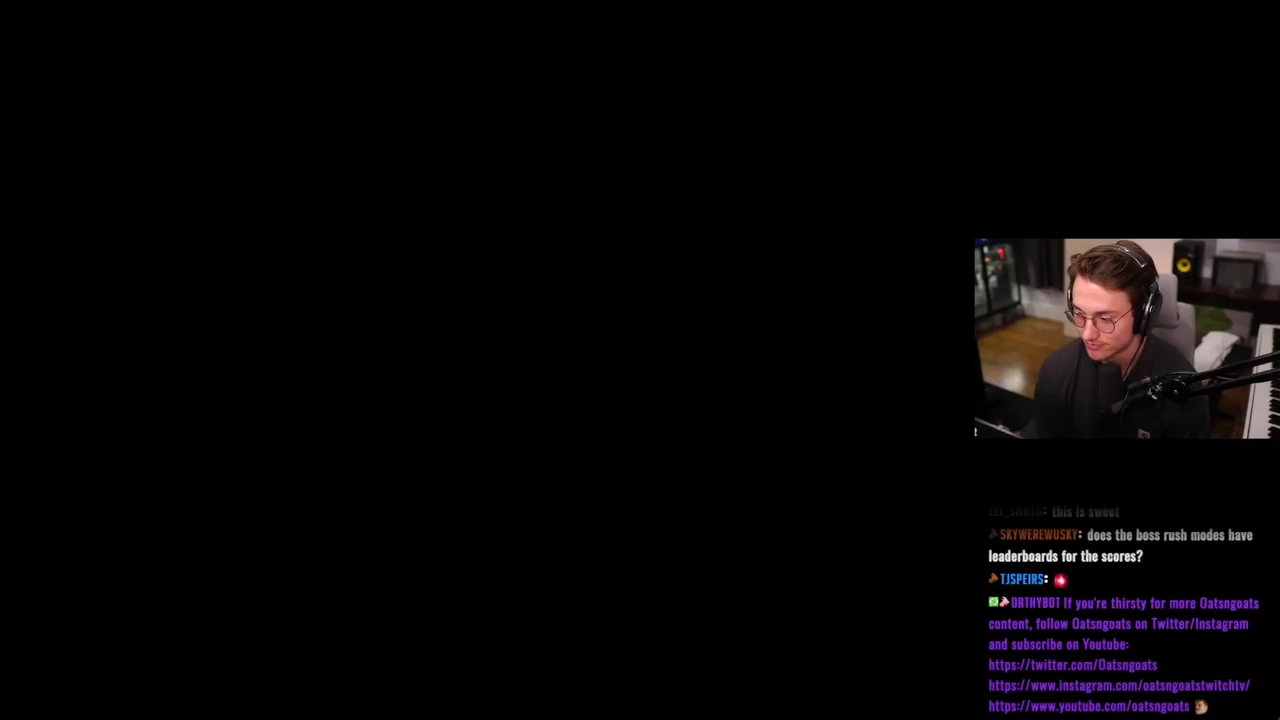 this is sweet
SKYWEREWUSKY: does the boss rush modes have
leaderboards for the scores?
TJSPEIRS:
OATHYBOT If you're thirsty for more Oatsngoats
content, follow Oatsngoats on Twitter/Instagram
and subscribe on Youtube:
https://twitter.com/Oatsngoats
https://www.instagram.com/oatsngoatstwitchtv/
https://www.youtube.com/oatsngoats